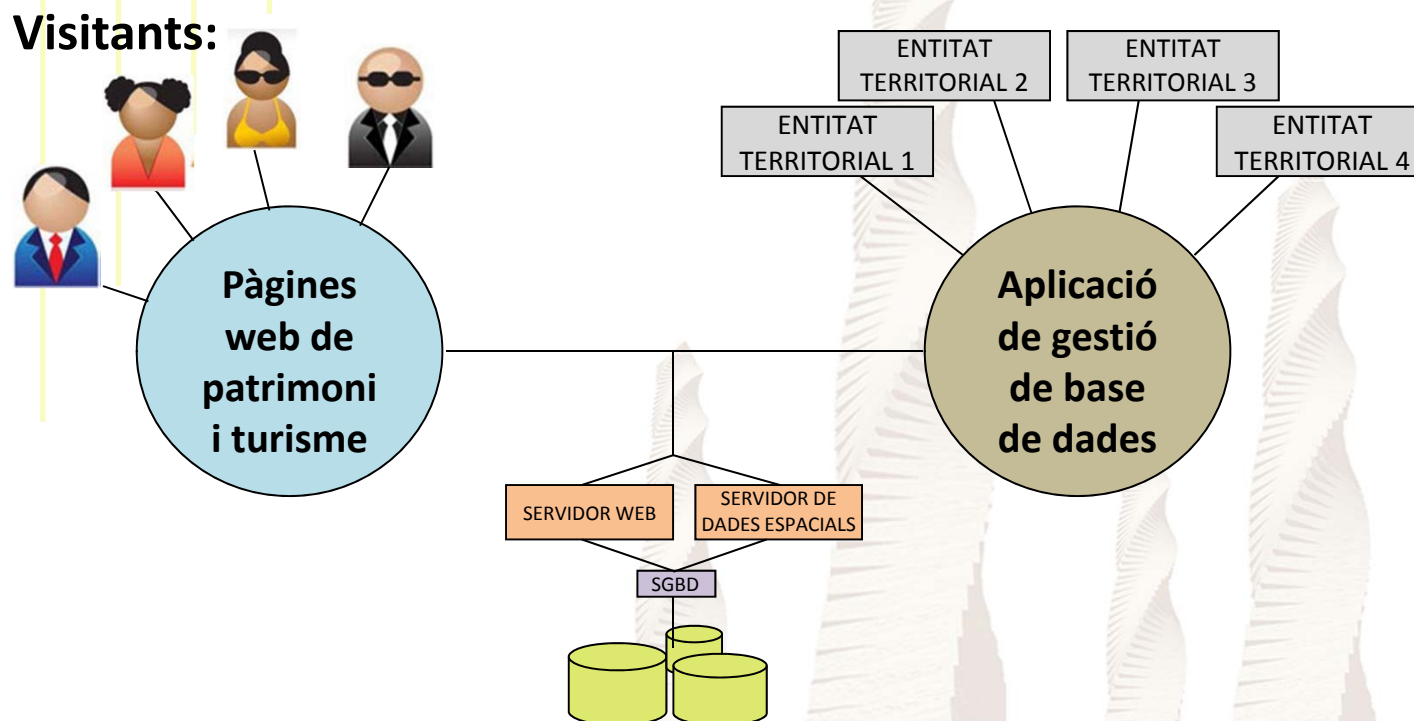 Visitants:
ENTITAT
TERRITORIAL 2
ENTITAT
TERRITORIAL 3
ENTITAT
TERRITORIAL 1
ENTITAT
TERRITORIAL 4
Pàgines
web de
patrimoni
i turisme
Aplicació
de gestió
de base
de dades
SERVIDOR WEB
SERVIDOR DE
DADES ESPACIALS
SGBD